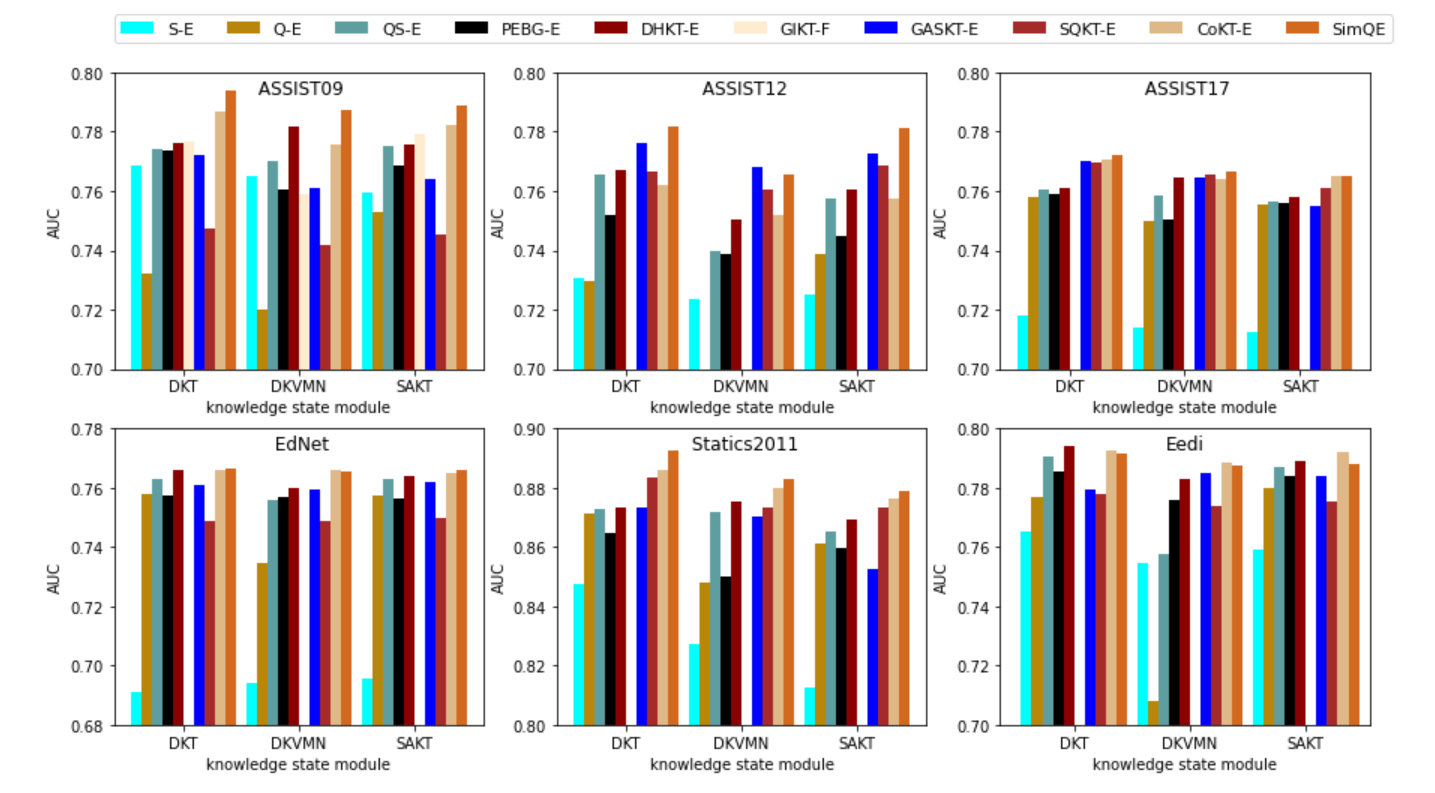 S-E Q-E QS-E PEBG-E DHKT-E GIKT-F GASKT-E SQKT-E CoKT-E SimQE
ASSIST09
0.80
0.78
0.76
0.74
0.72
0.70
AUC
DKT DKVMN SAKT
knowledge state module
ASSIST12
0.80
0.78
0.76
0.74
0.72
0.70
AUC
DKT DKVMN SAKT
knowledge state module
ASSIST17
0.80
0.78
0.76
0.74
0.72
0.70
AUC
DKT DKVMN SAKT
knowledge state module
EdNet
0.78
0.76
0.74
0.72
0.70
0.68
AUC
DKT DKVMN SAKT
knowledge state module
Statics2011
0.90
0.88
0.86
0.84
0.82
0.80
AUC
DKT DKVMN SAKT
knowledge state module
Eedi
0.80
0.78
0.76
0.74
0.72
0.70
AUC
DKT DKVMN SAKT
knowledge state module